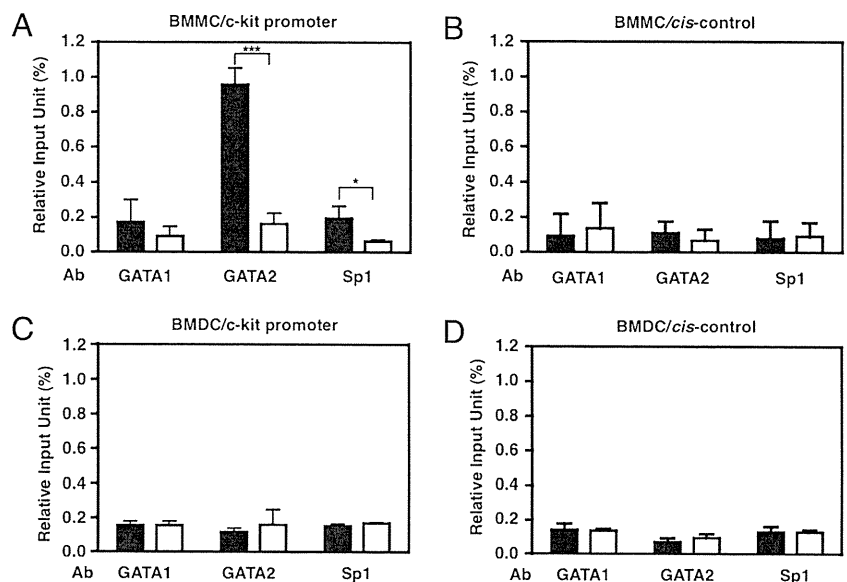 A
BMMC/c-kit promoter
Relative Input Unit (%)
1.2
1.0
0.8
0.6
0.4
0.2
0.0
***
*
Ab GATA1 GATA2 Sp1
B
BMMC/cis-control
Relative Input Unit (%)
1.2
1.0
0.8
0.6
0.4
0.2
0.0
Ab GATA1 GATA2 Sp1
C
BMDC/c-kit promoter
Relative Input Unit (%)
1.2
1.0
0.8
0.6
0.4
0.2
0.0
Ab GATA1 GATA2 Sp1
D
BMDC/cis-control
Relative Input Unit (%)
1.2
1.0
0.8
0.6
0.4
0.2
0.0
Ab GATA1 GATA2 Sp1